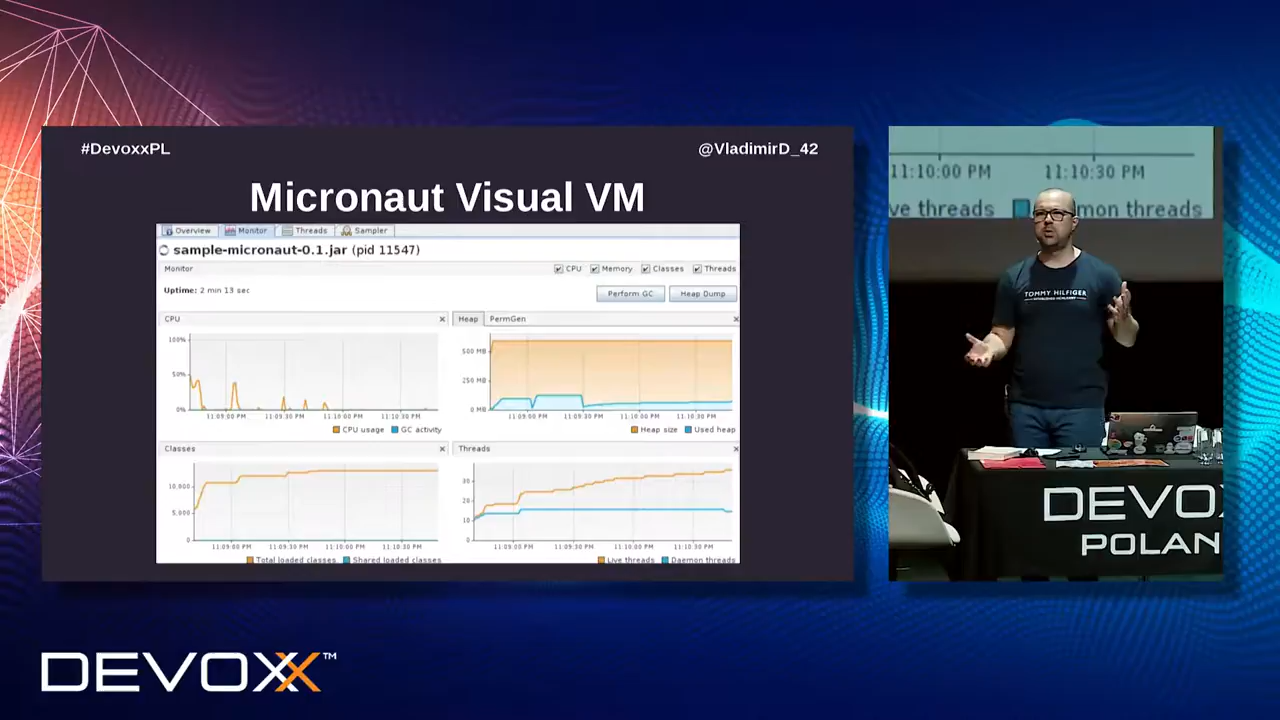 #DevoxxPL
@VladimirD_42
Micronaut Visual VM
Overview Monitor Threads Sampler
sample-micronaut-0.1.jar (pid 11547)
Monitor
CPU Memory Classes Threads
Uptime: 2 min 13 sec
Perform GC Heap Dump
CPU
100%
50%
0%
11:09:00 PM 11:09:30 PM 11:10:00 PM 11:10:30 PM
CPU usage GC activity
Heap PermGen
500 MB
250 MB
0 MB
11:09:00 PM 11:09:30 PM 11:10:00 PM 11:10:30 PM
Heap size Used heap
Classes
10,000
5,000
0
11:09:00 PM 11:09:30 PM 11:10:00 PM 11:10:30 PM
Total loaded classes Shared loaded classes
Threads
30
20
10
0
11:09:00 PM 11:09:30 PM 11:10:00 PM 11:10:30 PM
Live threads Daemon threads
11:10:00 PM 11:10:30 PM
ve threads mon threads
TOMMY HILFIGER
DEVOX
POLAN
DEVOXX™